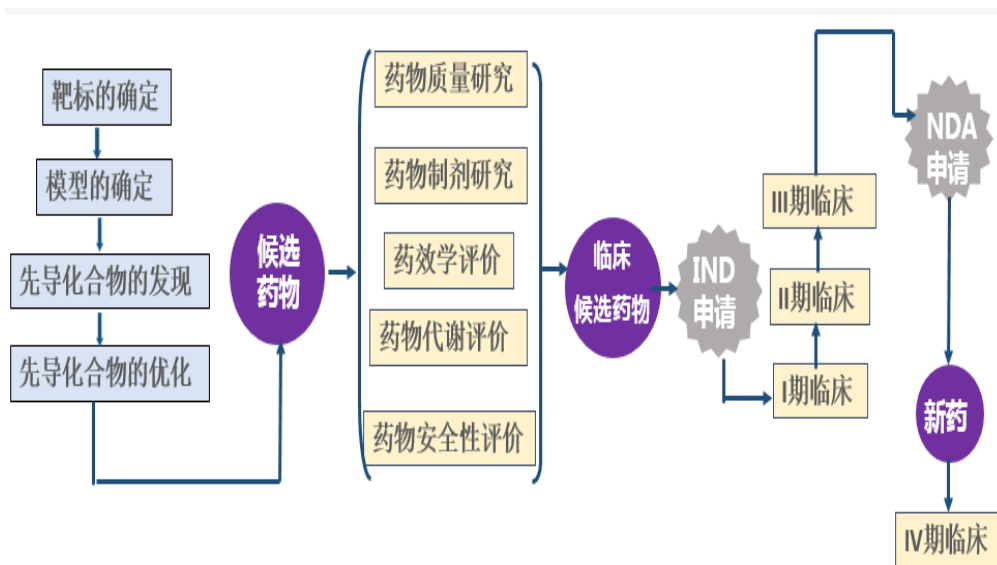 靶标的确定
模型的确定
先导化合物的发现
先导化合物的优化
候选
药物
药物质量研究
药物制剂研究
药效学评价
药物代谢评价
药物安全性评价
临床
候选药物
IND
申请
I期临床
II期临床
III期临床
NDA
申请
新药
IV期临床